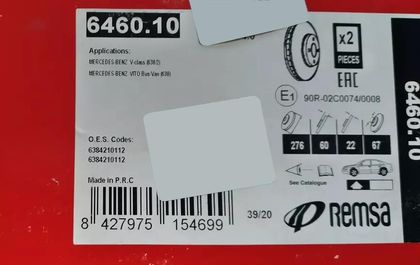 6460.10
Applications:
x2
PIECES
MERCEDES BENZ V-class (638/2)
MERCEDES BENZ VITO Bus/Van (638)
EAC
E1 90R-02C0074/0008
6460.10
276 60 22 67
O.E.S. Codes:
6384210112
6384210112
See Catalogue
Made in P.R.C
8 427975 154699
39/20
Remsa